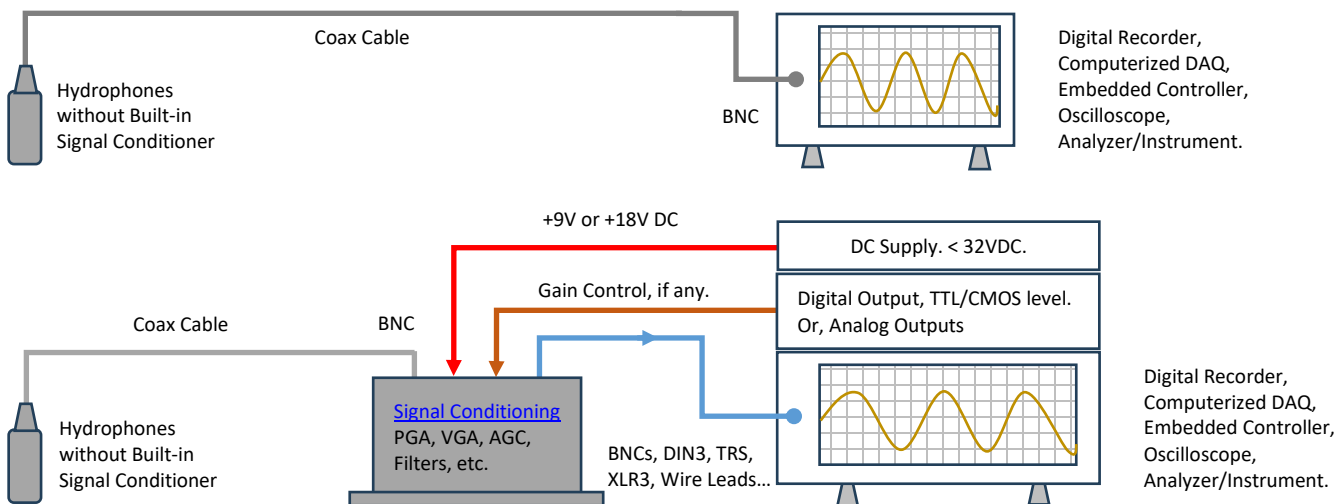 Coax Cable
Hydrophones
without Built-in
Signal Conditioner
BNC
Digital Recorder,
Computerized DAQ,
Embedded Controller,
Oscilloscope,
Analyzer/Instrument.
+9V or +18V DC
DC Supply. < 32VDC.
Gain Control, if any.
Digital Output, TTL/CMOS level.
Or, Analog Outputs
Coax Cable
BNC
Hydrophones
without Built-in
Signal Conditioner
Signal Conditioning
PGA, VGA, AGC,
Filters, etc.
BNCs, DIN3, TRS,
XLR3, Wire Leads...
Digital Recorder,
Computerized DAQ,
Embedded Controller,
Oscilloscope,
Analyzer/Instrument.